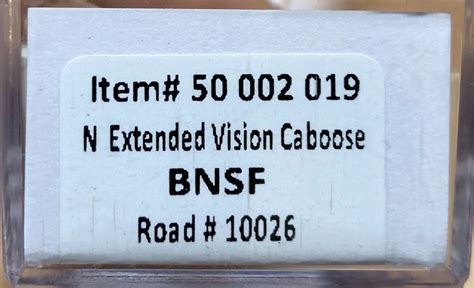 Item# 50 002 019
N Extended Vision Caboose
BNSF
Road # 10026